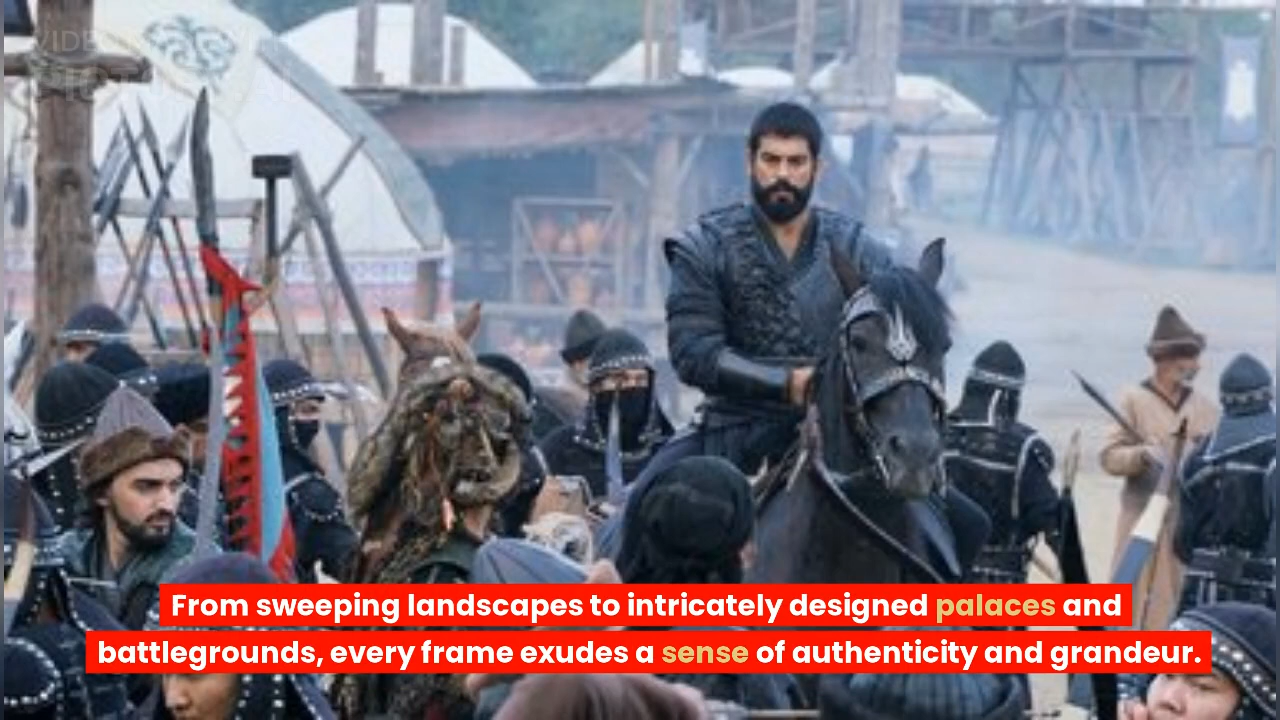 From sweeping landscapes to intricately designed palaces and
battlegrounds, every frame exudes a sense of authenticity and grandeur.